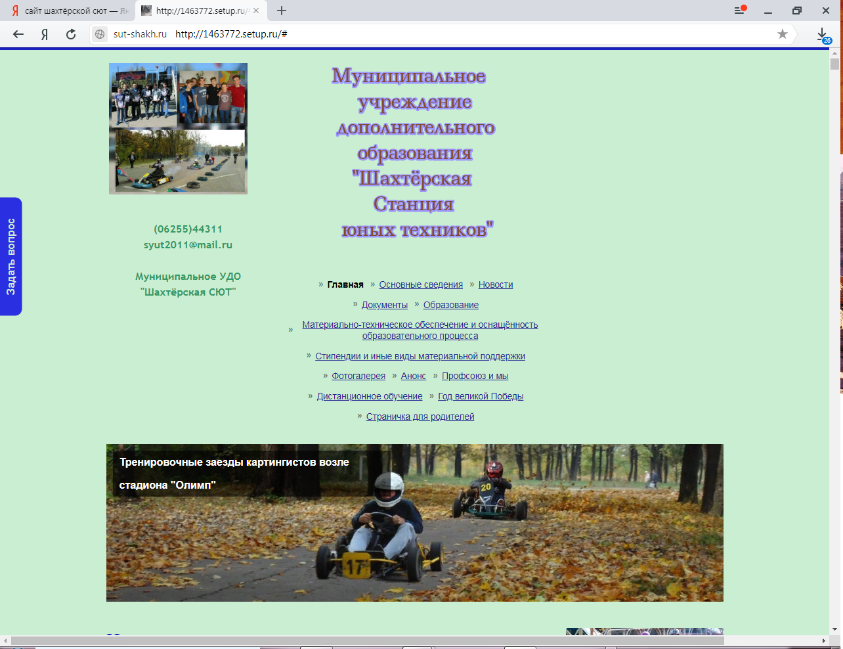 сайт шахтёрской сют — Ян
http://1463772.setup.ru/
sut-shakh.ru http://1463772.setup.ru/#
Муниципальное
учреждение
дополнительного
образования
"Шахтёрская
Станция
юных техников"
(06255)44311
syut2011@mail.ru
Муниципальное УДО
"Шахтёрская СЮТ"
Задать вопрос
» Главная » Основные сведения » Новости
» Документы » Образование
» Материально-техническое обеспечение и оснащённость
образовательного процесса
» Стипендии и иные виды материальной поддержки
» Фотогалерея » Анонс » Профсоюз и мы
» Дистанционное обучение » Год великой Победы
» Страничка для родителей
Тренировочные заезды картингистов возле
стадиона "Олимп"
20
17